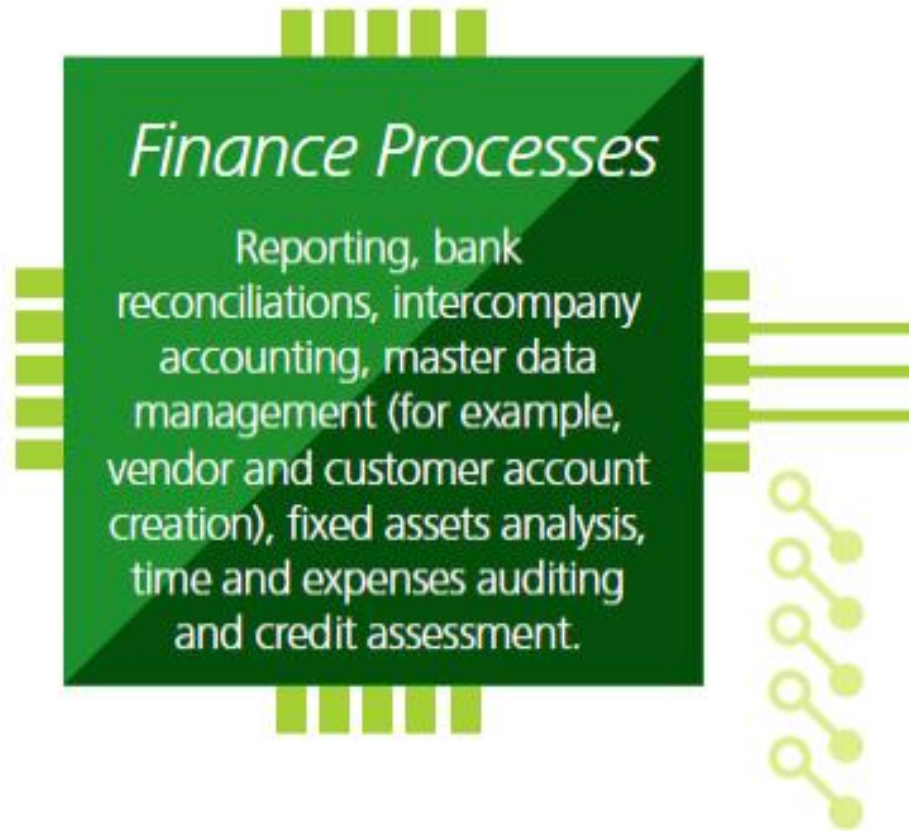 Finance Processes
Reporting, bank
reconciliations, intercompany
accounting, master data
management (for example,
vendor and customer account
creation), fixed assets analysis,
time and expenses auditing
and credit assessment.